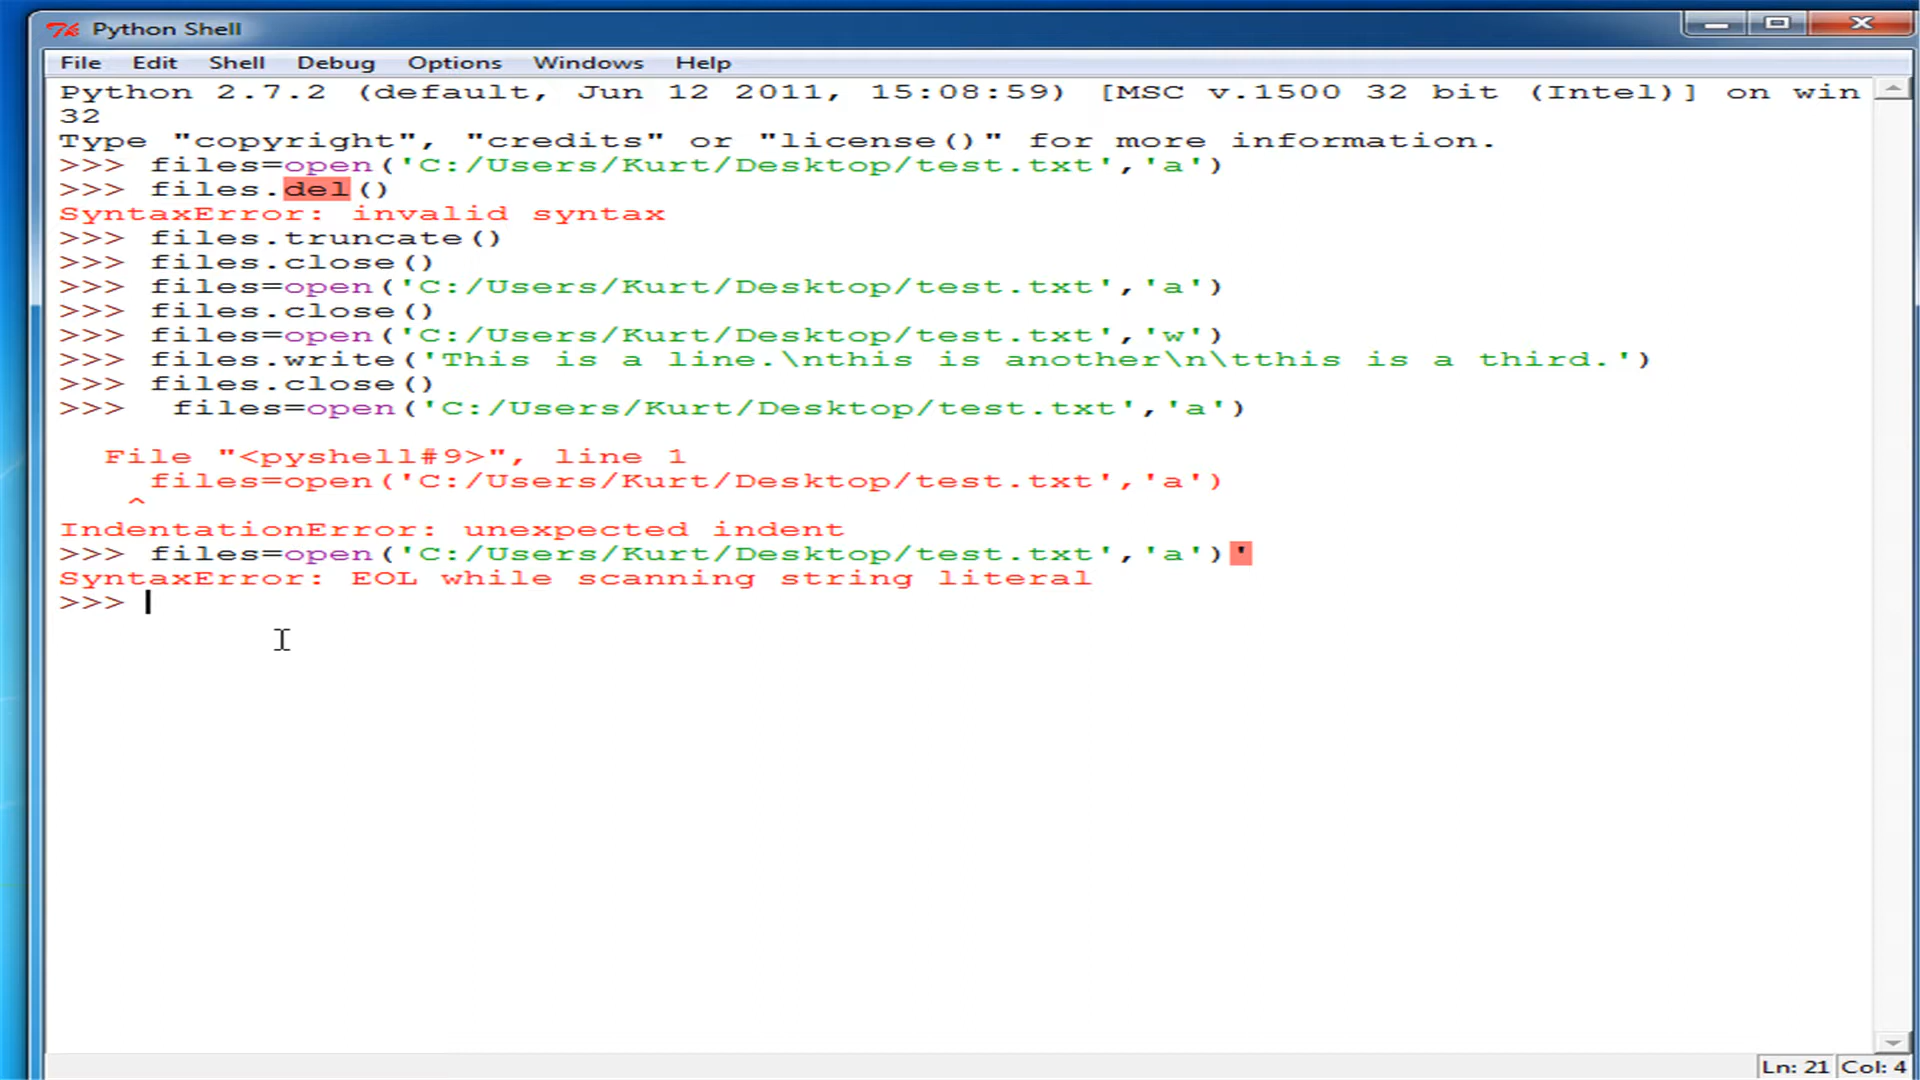 Python Shell
File Edit Shell Debug Options Windows Help
Python 2.7.2 (default, Jun 12 2011, 15:08:59) [MSC v.1500 32 bit (Intel)] on win
32
Type "copyright", "credits" or "license()" for more information.
>>> files=open('C:/Users/Kurt/Desktop/test.txt','a')
>>> files.del()
SyntaxError: invalid syntax
>>> files.truncate()
>>> files.close()
>>> files=open('C:/Users/Kurt/Desktop/test.txt','a')
>>> files.close()
>>> files=open('C:/Users/Kurt/Desktop/test.txt','w')
>>> files.write('This is a line.\nthis is another\n\tthis is a third.')
>>> files.close()
>>>  files=open('C:/Users/Kurt/Desktop/test.txt','a')
  File "<pyshell#9>", line 1
    files=open('C:/Users/Kurt/Desktop/test.txt','a')
   ^
IndentationError: unexpected indent
>>> files=open('C:/Users/Kurt/Desktop/test.txt','a')'
SyntaxError: EOL while scanning string literal
>>>
Ln: 21 Col: 4